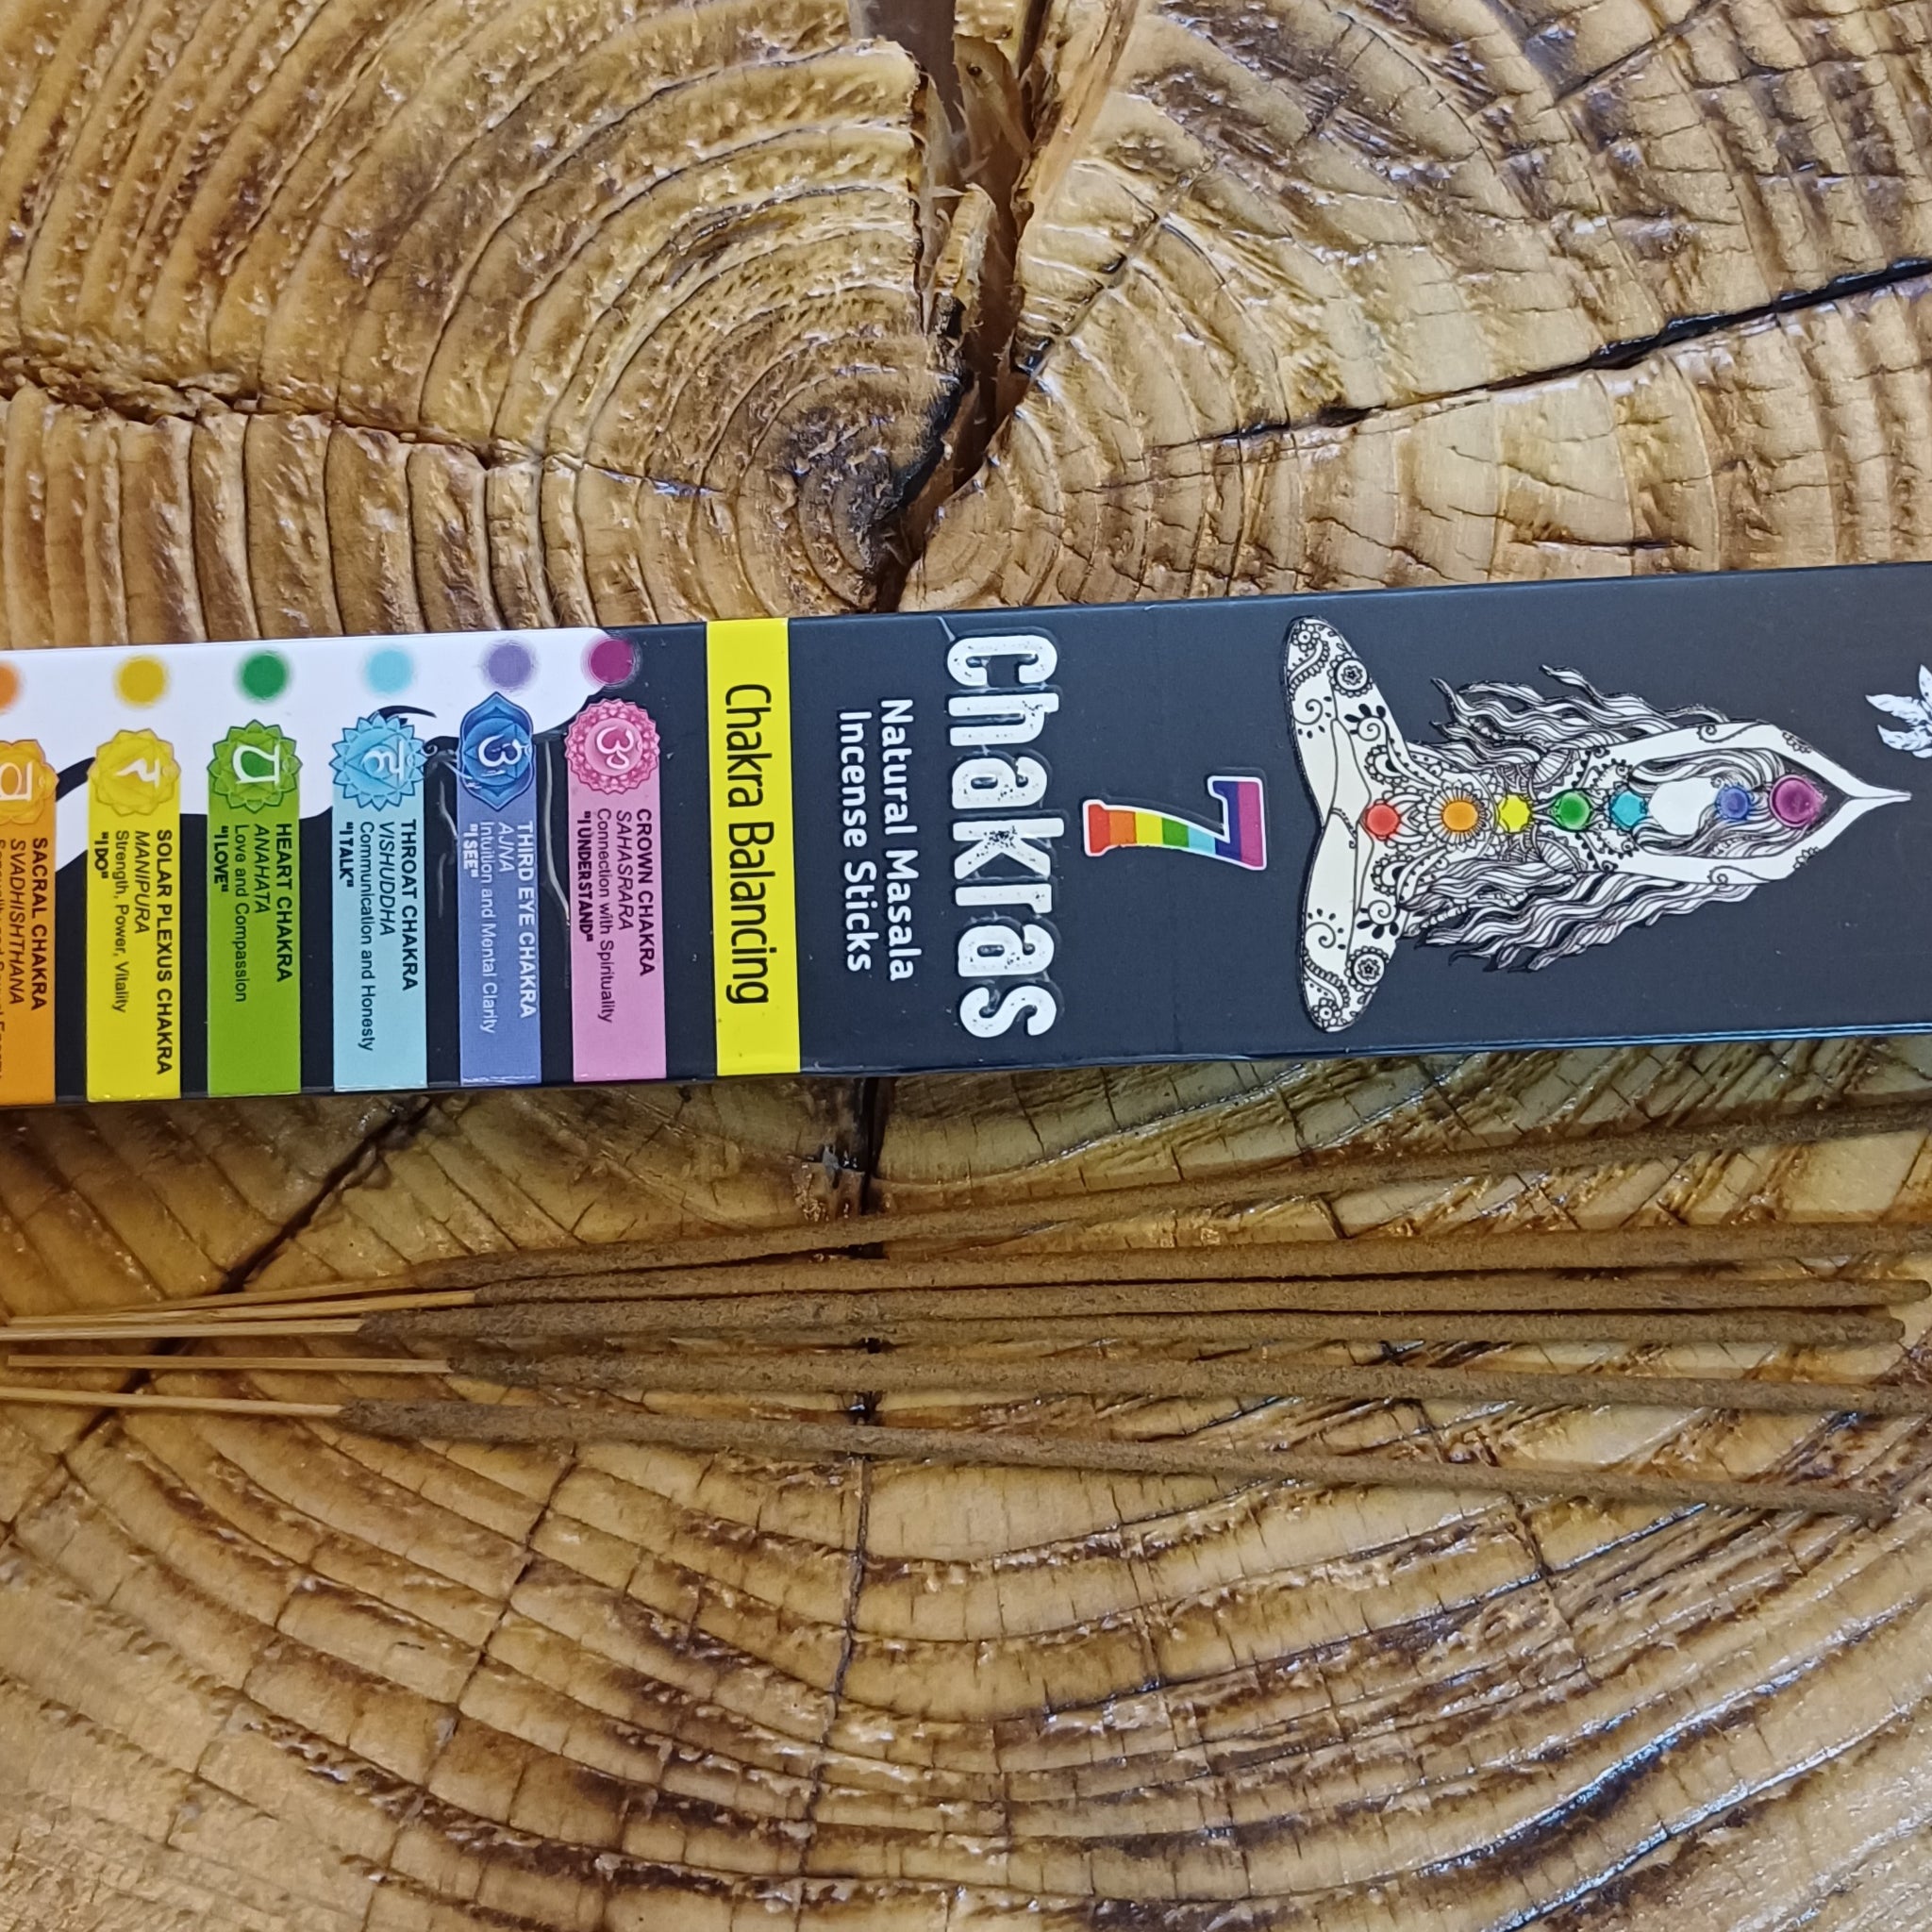 7
Chakras
Natural Masala
Incense Sticks
Chakra Balancing
CROWN CHAKRA
SAHASRARA
Connection with Spirituality
"I UNDERSTAND"
ॐ
THIRD EYE CHAKRA
AJNA
Intuition and Mental Clarity
"I SEE"
ॐ
THROAT CHAKRA
VISHUDDHA
Communication and Honesty
"I TALK"
हं
HEART CHAKRA
ANAHATA
Love and Compassion
"I LOVE"
यं
SOLAR PLEXUS CHAKRA
MANIPURA
Strength, Power, Vitality
"I DO"
रं
SACRAL CHAKRA
SVADHISHTHANA